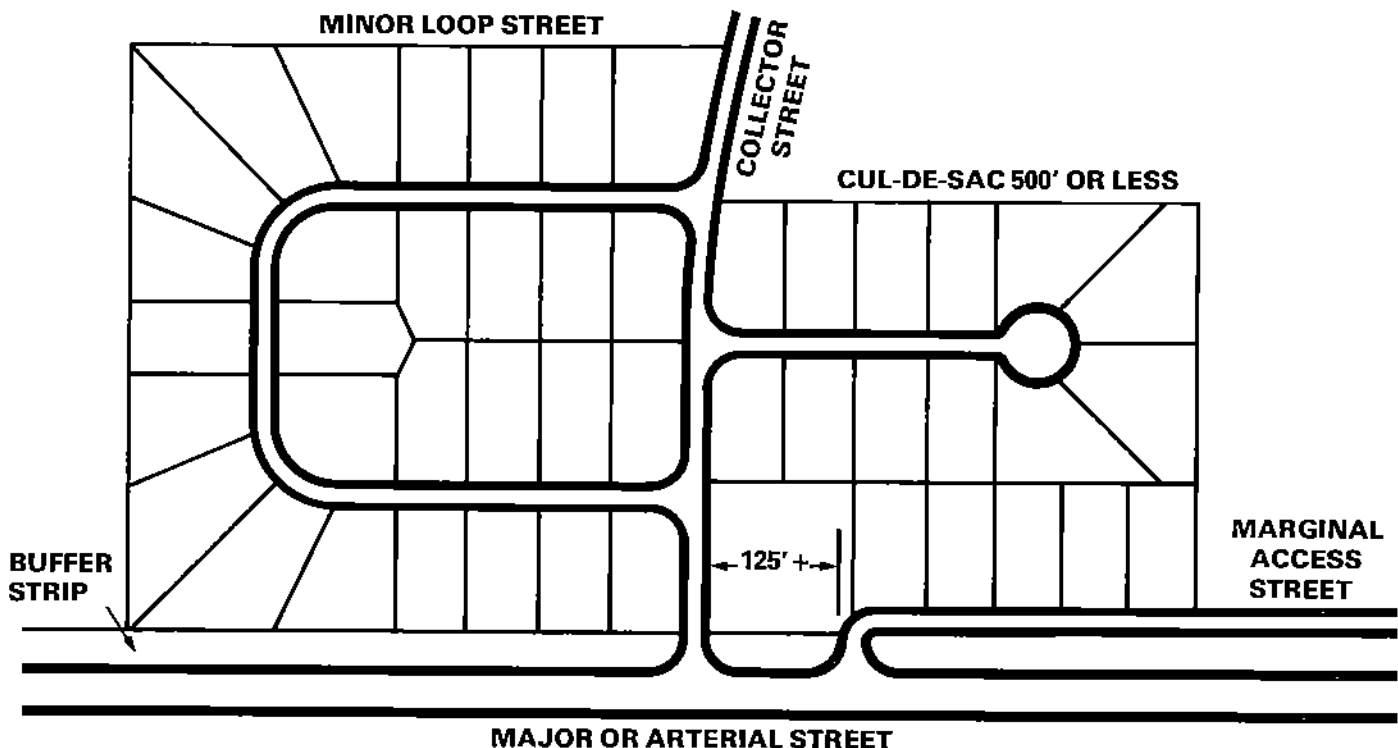 MINOR LOOP STREET
COLLECTOR
STREET
CUL-DE-SAC 500' OR LESS
125' +
BUFFER
STRIP
MARGINAL
ACCESS
STREET
MAJOR OR ARTERIAL STREET